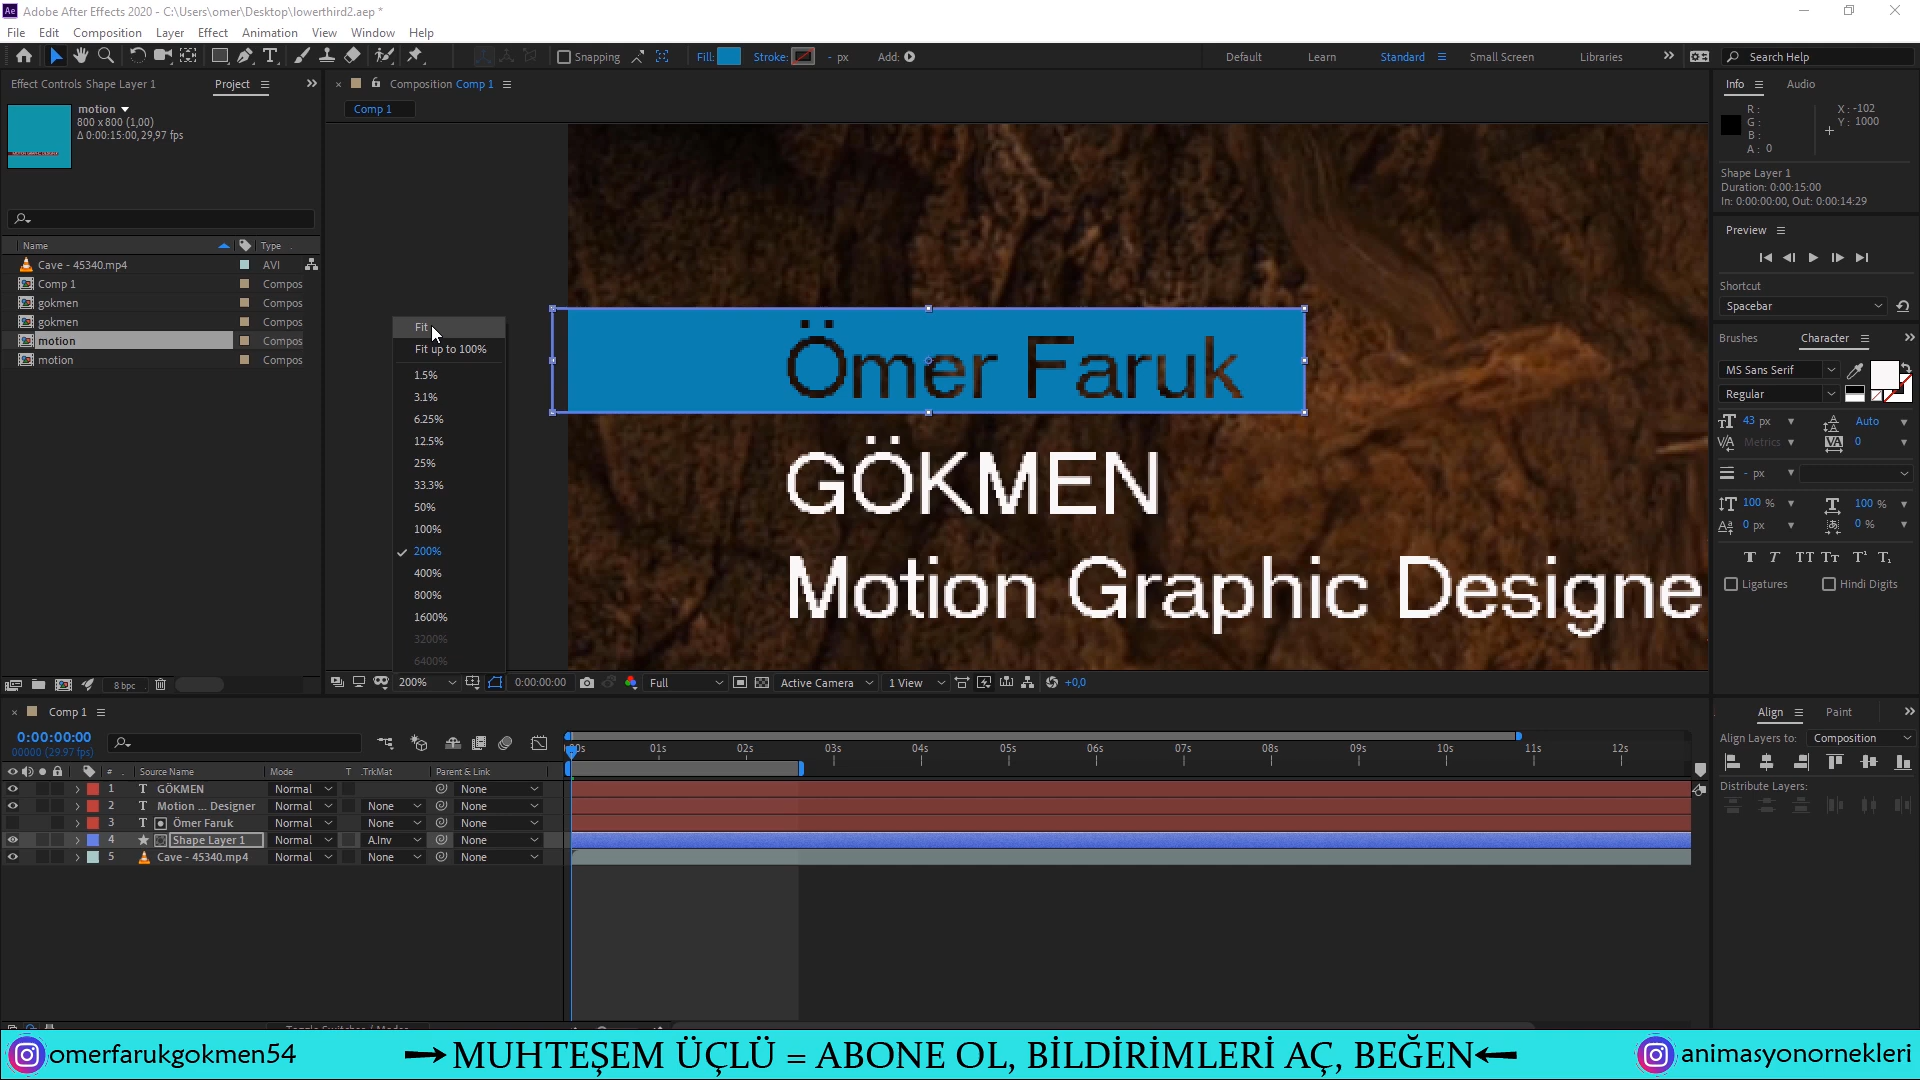 Adobe After Effects 2020 - C:\Users\omer\Desktop\lowerthird2.aep *
File Edit Composition Layer Effect Animation View Window Help
Snapping Fill: Stroke: - px Add: Default Learn Standard Small Screen Libraries Search Help
Effect Controls Shape Layer 1 Project
motion
800 x 800 (1,00)
Δ 0:00:15:00, 29,97 fps
Name Type
Cave - 45340.mp4 AVI
Comp 1 Compos
gokmen Compos
gokmen Compos
motion Compos
motion Compos
8 bpc
Composition Comp 1
Comp 1
Ömer Faruk
GÖKMEN
Motion Graphic Designe
Fit
Fit up to 100%
1.5%
3.1%
6.25%
12.5%
25%
33.3%
50%
100%
200%
400%
800%
1600%
3200%
6400%
200% 0:00:00:00 Full Active Camera 1 View +0,0
Info Audio
R :
G :
B :
A : 0
X : -102
Y : 1000
Shape Layer 1
Duration: 0:00:15:00
In: 0:00:00:00, Out: 0:00:14:29
Preview
Shortcut
Spacebar
Brushes Character
MS Sans Serif
Regular
43 px Auto
Metrics 0
- px
100 % 100 %
0 px 0 %
T T TT Tт T¹ T₁
Ligatures Hindi Digits
Align Paint
Align Layers to: Composition
Distribute Layers:
Comp 1
0:00:00:00
00000 (29.97 fps)
01s 02s 03s 04s 05s 06s 07s 08s 09s 10s 11s 12s
# Source Name Mode T .TrkMat Parent & Link
1 T GÖKMEN Normal None
2 T Motion ... Designer Normal None None
3 T Ömer Faruk Normal None None
4 Shape Layer 1 Normal A.Inv None
5 Cave - 45340.mp4 Normal None None
omerfarukgokmen54
MUHTEŞEM ÜÇLÜ = ABONE OL, BİLDİRİMLERİ AÇ, BEĞEN
animasyonornekleri